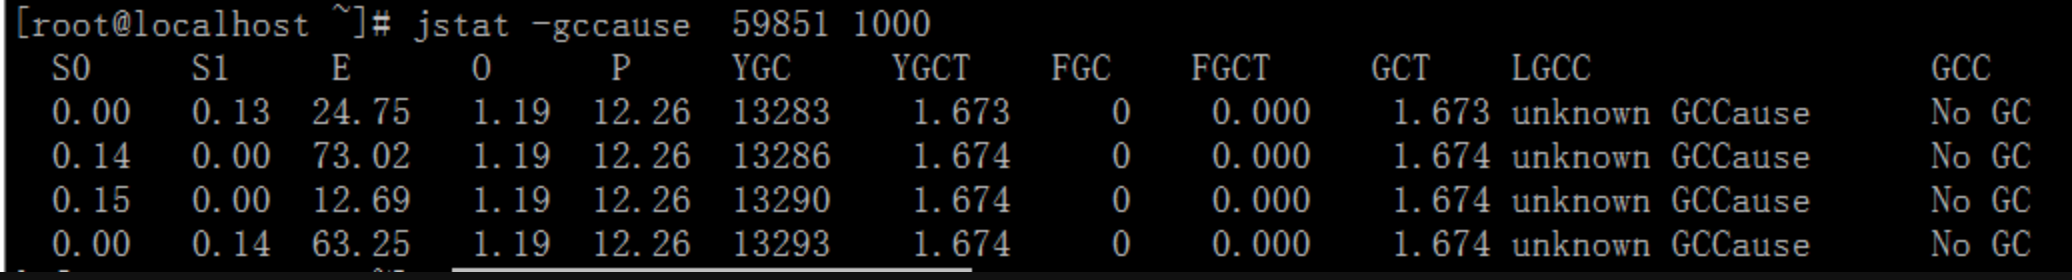 [root@localhost ~]# jstat -gccause  59851 1000
S0 S1 E O P YGC YGCT FGC FGCT GCT LGCC GCC
0.00 0.13 24.75 1.19 12.26 13283 1.673 0 0.000 1.673 unknown GCCause No GC
0.14 0.00 73.02 1.19 12.26 13286 1.674 0 0.000 1.674 unknown GCCause No GC
0.15 0.00 12.69 1.19 12.26 13290 1.674 0 0.000 1.674 unknown GCCause No GC
0.00 0.14 63.25 1.19 12.26 13293 1.674 0 0.000 1.674 unknown GCCause No GC